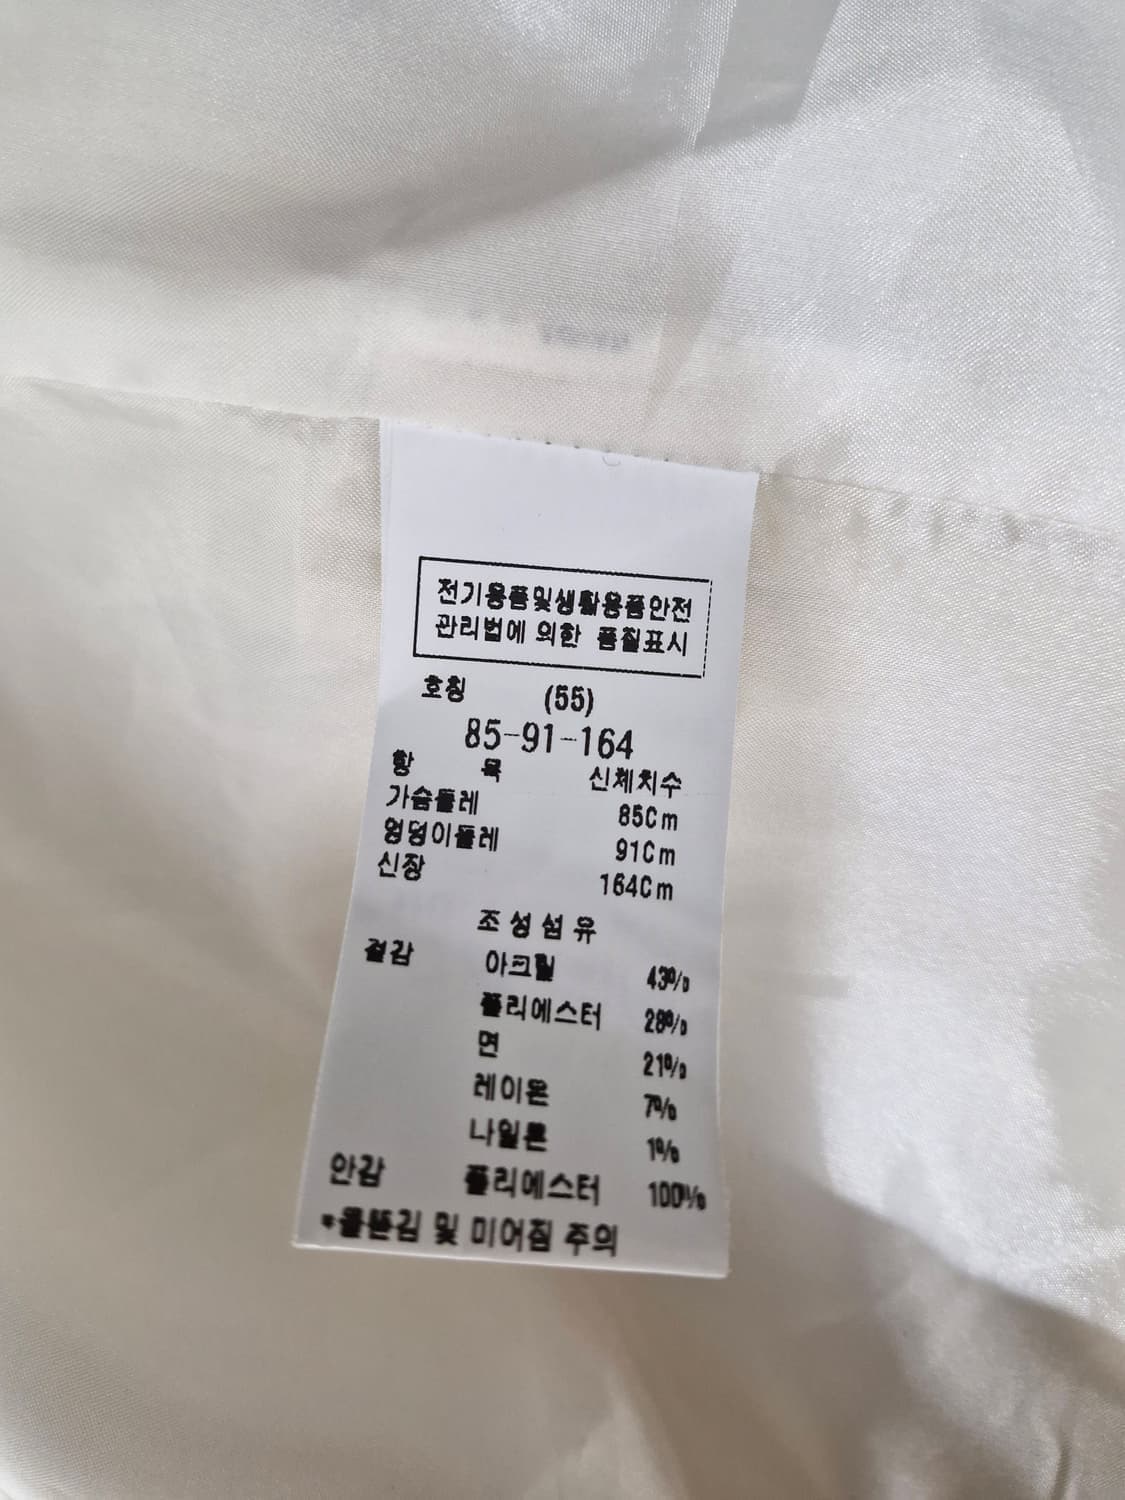 전기용품및생활용품안전
관리법에 의한 품질표시
호칭 (55)
85-91-164
항 목 신체치수
가슴둘레 85Cm
엉덩이둘레 91Cm
신장 164Cm
조성섬유
겉감 아크릴 43%
폴리에스터 28%
면 21%
레이온 7%
나일론 1%
안감 폴리에스터 100%
*올뜯김 및 미어짐 주의